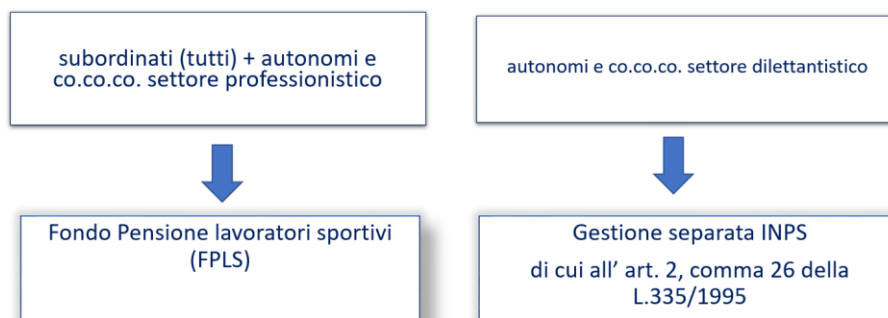 subordinati (tutti) + autonomi e
co.co.co. settore professionistico
autonomi e co.co.co. settore dilettantistico
Fondo Pensione lavoratori sportivi
(FPLS)
Gestione separata INPS
di cui all’ art. 2, comma 26 della
L.335/1995